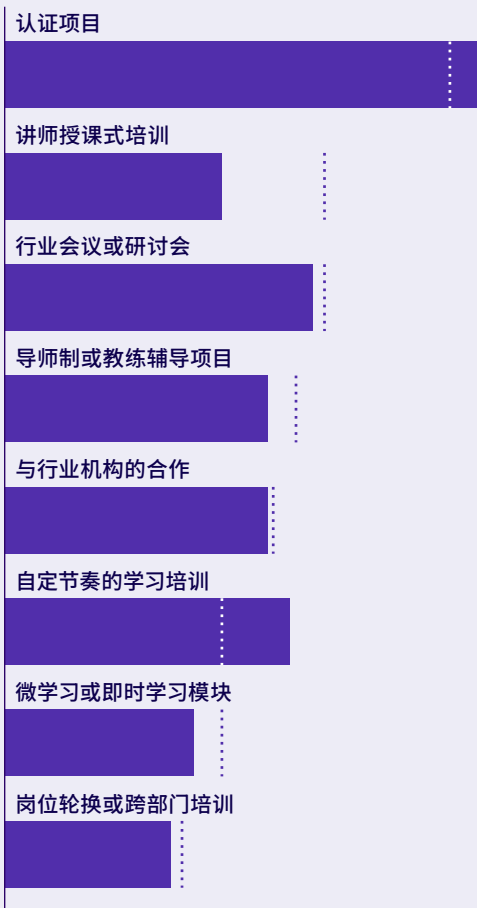 认证项目
讲师授课式培训
行业会议或研讨会
导师制或教练辅导项目
与行业机构的合作
自定节奏的学习培训
微学习或即时学习模块
岗位轮换或跨部门培训